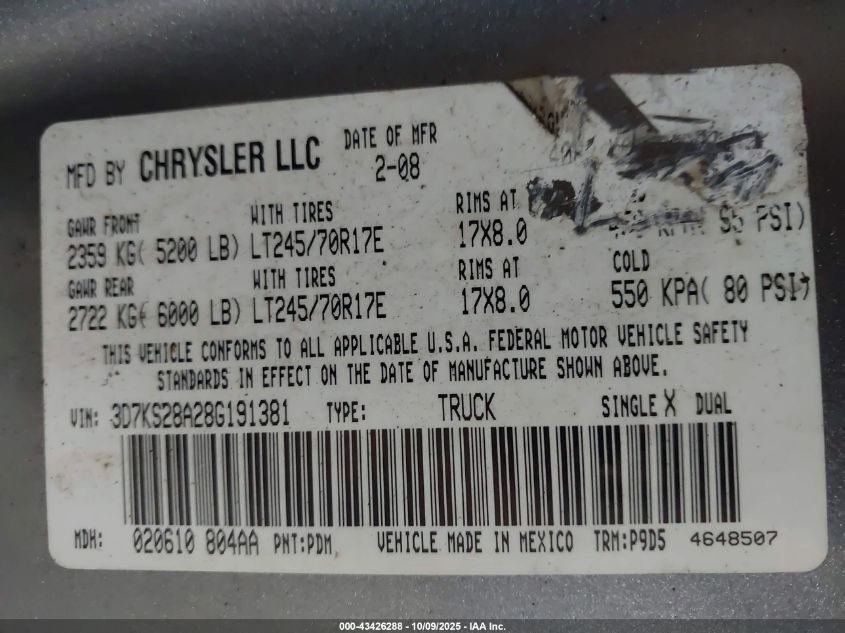 MFD BY CHRYSLER LLC DATE OF MFR
2-08
GAWR FRONT WITH TIRES RIMS AT
2359 KG( 5200 LB) LT245/70R17E 17X8.0 95 PSI)
GAWR REAR WITH TIRES RIMS AT COLD
2722 KG( 6000 LB) LT245/70R17E 17X8.0 550 KPA( 80 PSI)
THIS VEHICLE CONFORMS TO ALL APPLICABLE U.S.A. FEDERAL MOTOR VEHICLE SAFETY
STANDARDS IN EFFECT ON THE DATE OF MANUFACTURE SHOWN ABOVE.
VIN: 3D7KS28A28G191381 TYPE: TRUCK SINGLE X DUAL
MDH: 020610 804AA PNT:PDM VEHICLE MADE IN MEXICO TRM:P9D5 4648507
000-43426288 - 10/09/2025 - IAA Inc.